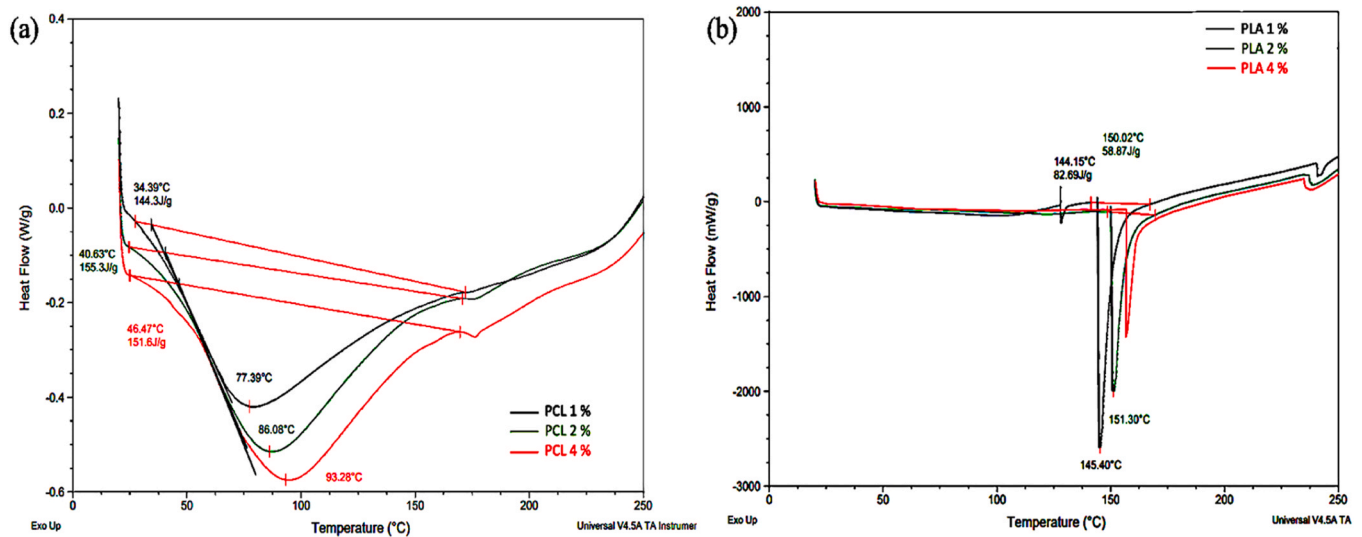 (a)
0.4
0.2
0.0
-0.2
-0.4
-0.6
Heat Flow (W/g)
34.39°C
144.3J/g
40.63°C
155.3J/g
46.47°C
151.6J/g
77.39°C
86.08°C
93.28°C
PCL 1 %
PCL 2 %
PCL 4 %
0
50
100
150
200
250
Exo Up
Temperature (°C)
Universal V4.5A TA Instrumer
(b)
2000
1000
0
-1000
-2000
-3000
Heat Flow (mW/g)
PLA 1 %
PLA 2 %
PLA 4 %
150.02°C
58.87J/g
144.15°C
82.69J/g
151.30°C
145.40°C
0
50
100
150
200
250
Exo Up
Temperature (°C)
Universal V4.5A TA